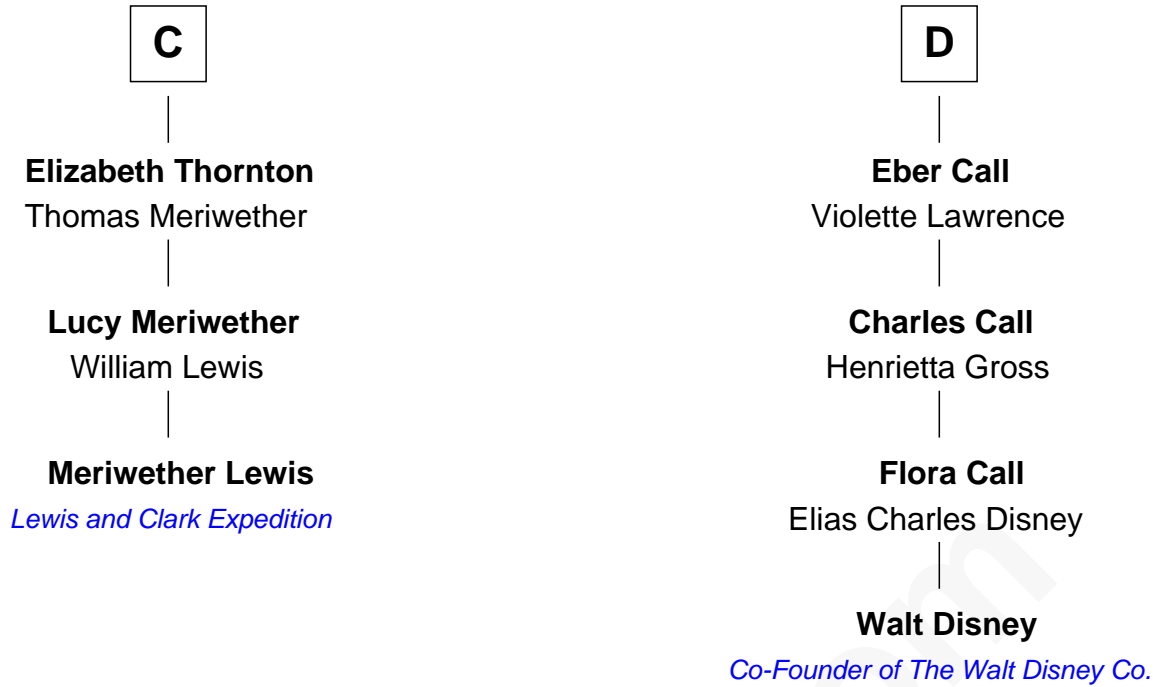 C
Elizabeth Thornton
Thomas Meriwether
Lucy Meriwether
William Lewis
Meriwether Lewis
Lewis and Clark Expedition
D
Eber Call
Violette Lawrence
Charles Call
Henrietta Gross
Flora Call
Elias Charles Disney
Walt Disney
Co-Founder of The Walt Disney Co.